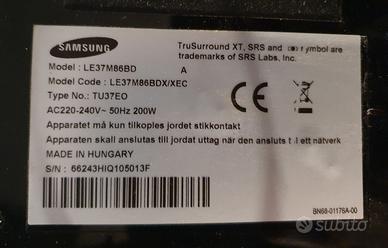 SAMSUNG
TruSurround XT, SRS and symbol are
trademarks of SRS Labs, Inc.
Model : LE37M86BD A
Model Code : LE37M86BDX/XEC
Type No. : TU37EO
AC220-240V~ 50Hz 200W
CE
Apparatet må kun tilkoples jordet stikkontakt
Apparaten skall anslutas till jordat uttag när den ansluts till ett nätverk
MADE IN HUNGARY
S/N : 66243HIQ105013F
BN68-01176A-00
subito